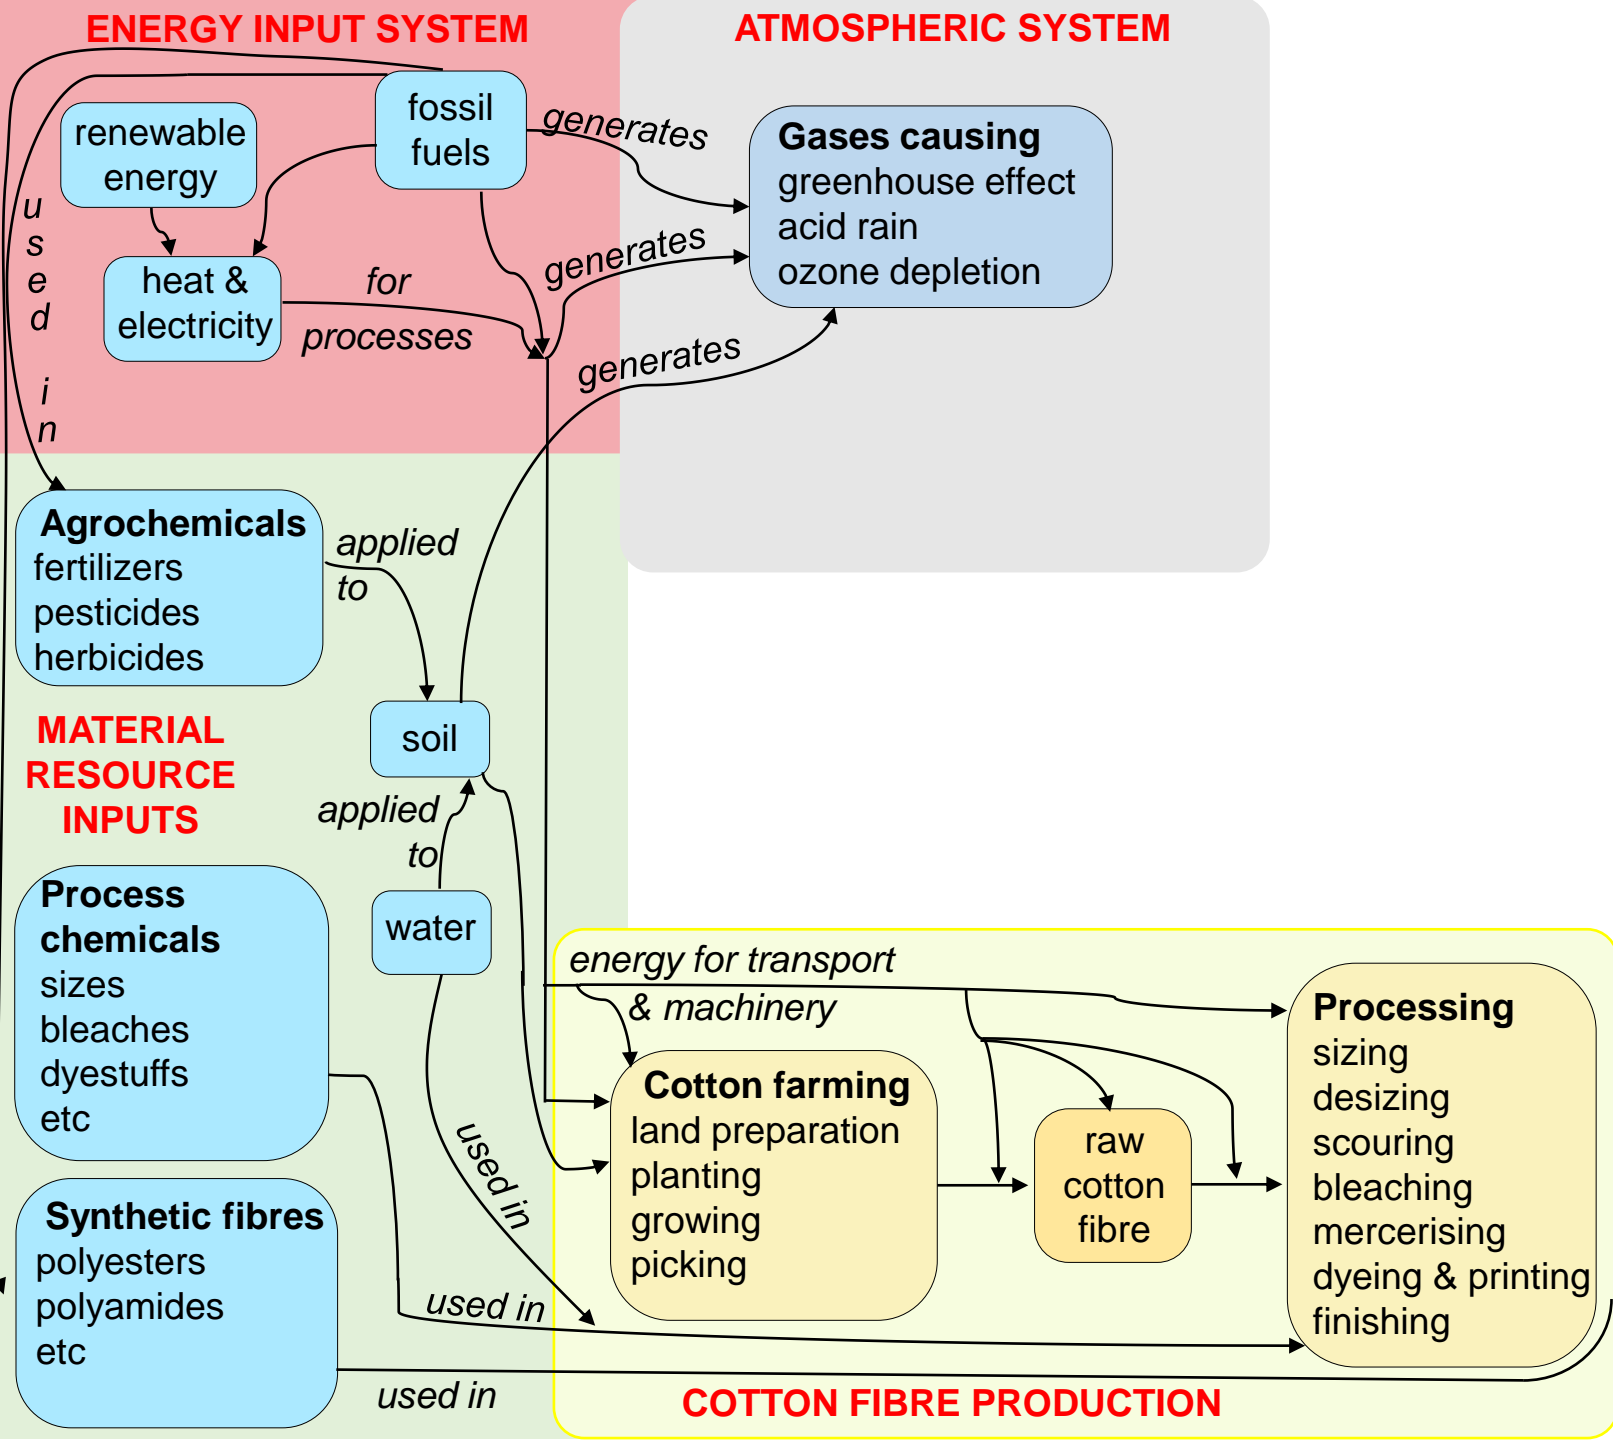 ENERGY INPUT SYSTEM
ATMOSPHERIC SYSTEM
renewable
energy
fossil
fuels
generates
Gases causing
greenhouse effect
acid rain
ozone depletion
used in
heat &
electricity
for
processes
generates
generates
Agrochemicals
fertilizers
pesticides
herbicides
applied
to
soil
MATERIAL
RESOURCE
INPUTS
applied
to
water
Process
chemicals
sizes
bleaches
dyestuffs
etc
used in
Synthetic fibres
polyesters
polyamides
etc
used in
used in
energy for transport
& machinery
Cotton farming
land preparation
planting
growing
picking
raw
cotton
fibre
Processing
sizing
desizing
scouring
bleaching
mercerising
dyeing & printing
finishing
COTTON FIBRE PRODUCTION